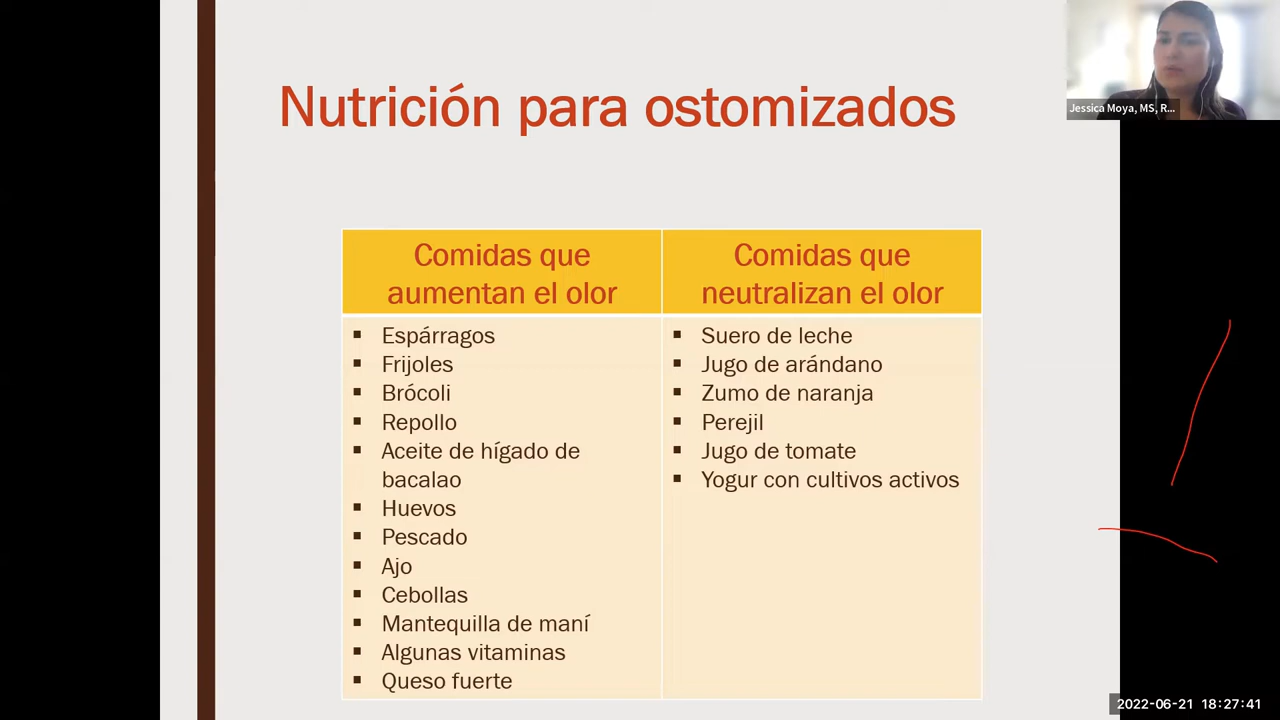 Nutrición para ostomizados
Jessica Moya, MS, R...
Comidas que
aumentan el olor
Comidas que
neutralizan el olor
Espárragos
Frijoles
Brócoli
Repollo
Aceite de hígado de
bacalao
Huevos
Pescado
Ajo
Cebollas
Mantequilla de maní
Algunas vitaminas
Queso fuerte
Suero de leche
Jugo de arándano
Zumo de naranja
Perejil
Jugo de tomate
Yogur con cultivos activos
2022-06-21 18:27:41